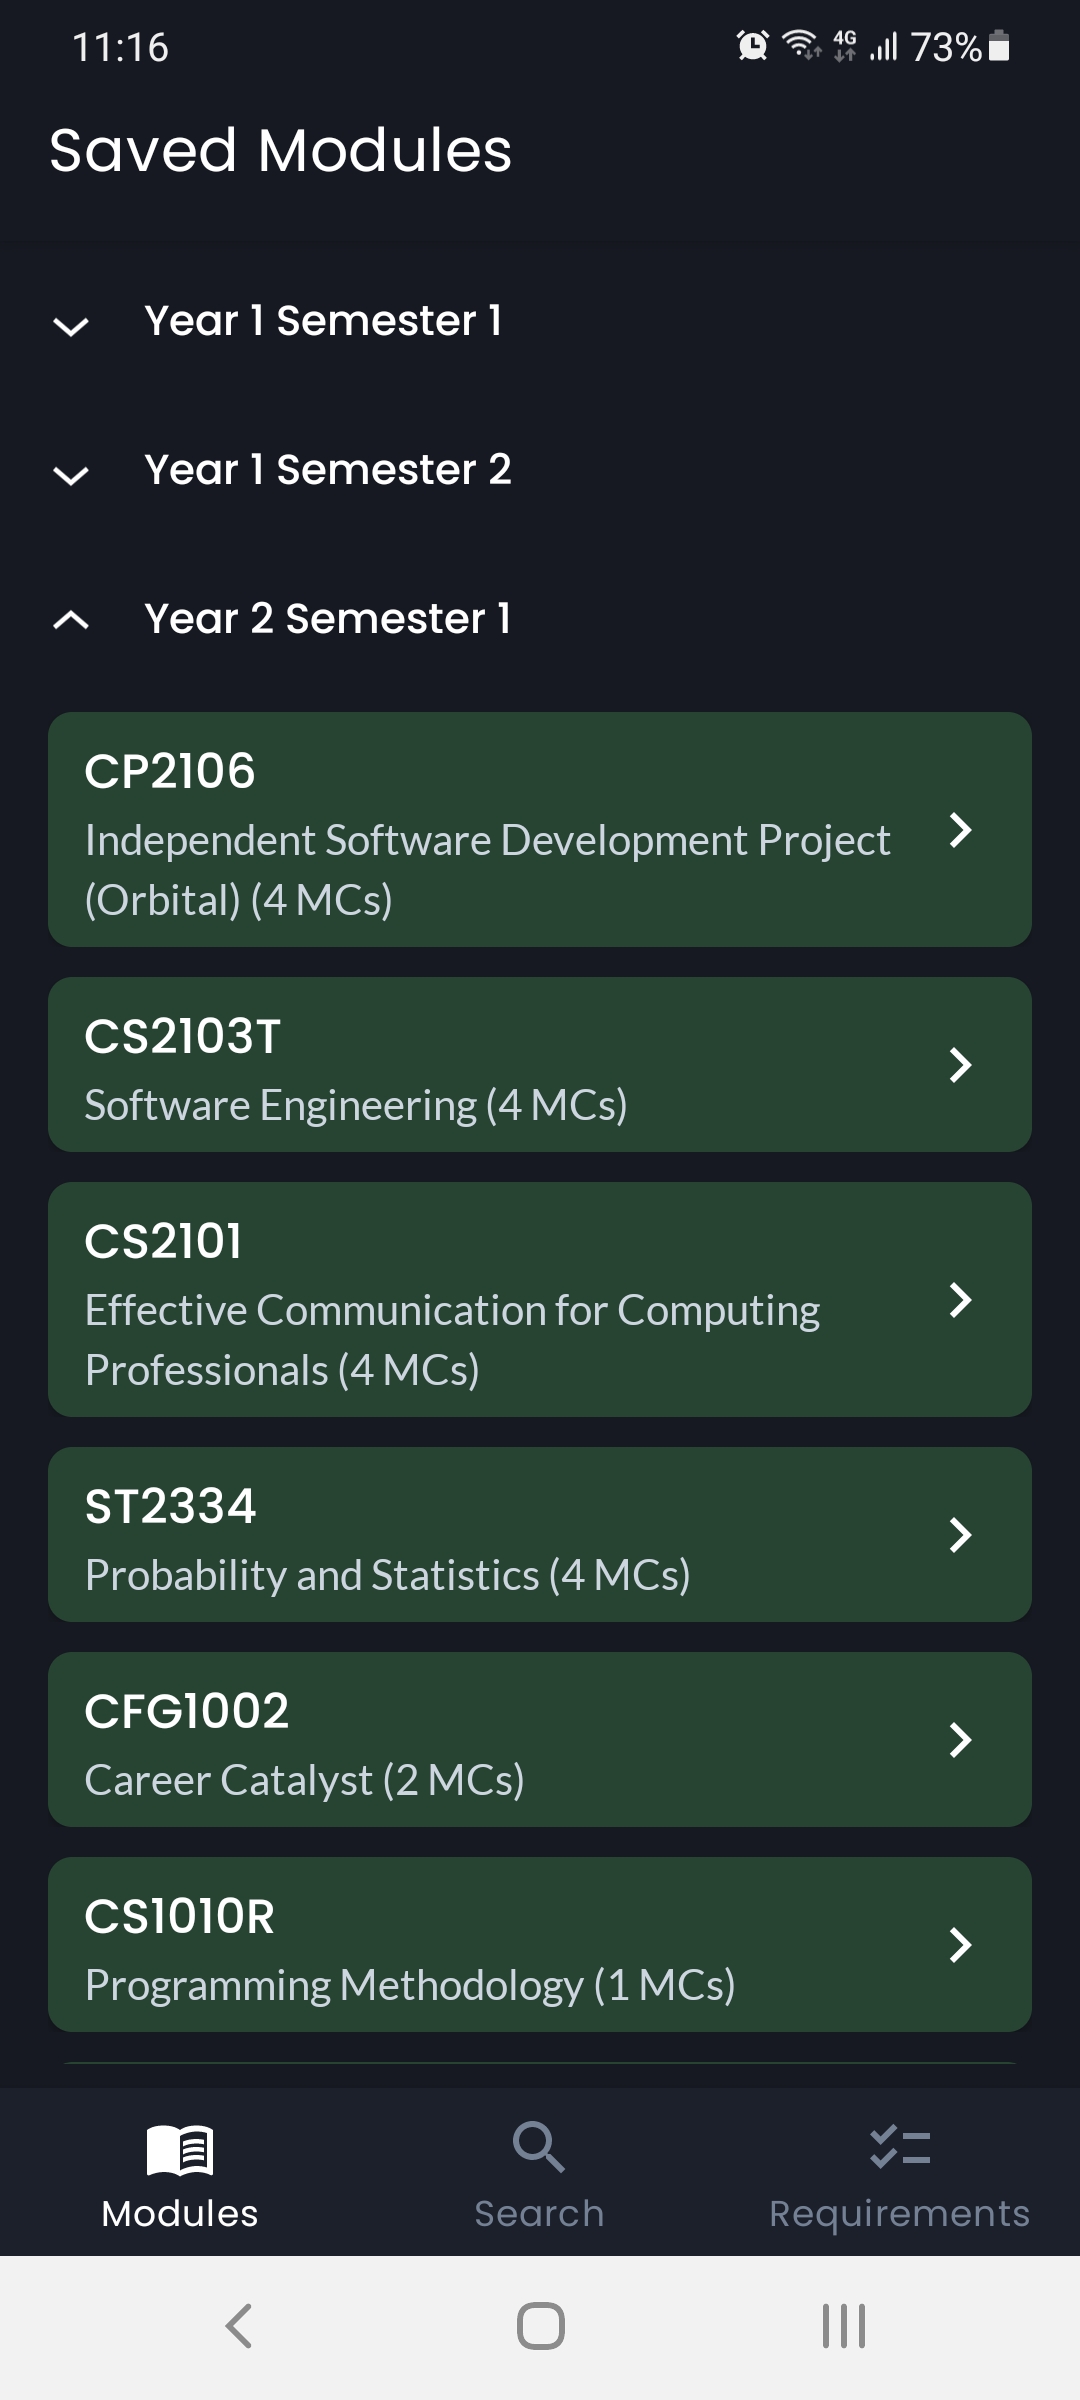 11:16
4G
73%
Saved Modules
Year 1 Semester 1
Year 1 Semester 2
Year 2 Semester 1
CP2106
Independent Software Development Project
(Orbital) (4 MCs)
CS2103T
Software Engineering (4 MCs)
CS2101
Effective Communication for Computing
Professionals (4 MCs)
ST2334
Probability and Statistics (4 MCs)
CFG1002
Career Catalyst (2 MCs)
CS1010R
Programming Methodology (1 MCs)
Modules
Search
Requirements